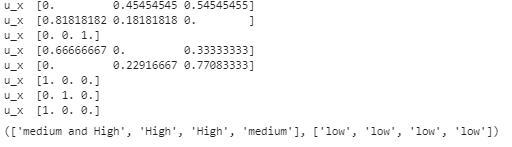 u_x [0. 0.45454545 0.54545455]
u_x [0.81818182 0.18181818 0. ]
u_x [0. 0. 1.]
u_x [0.66666667 0. 0.33333333]
u_x [0. 0.22916667 0.77083333]
u_x [1. 0. 0.]
u_x [0. 1. 0.]
u_x [1. 0. 0.]
(['medium and High', 'High', 'High', 'medium'], ['low', 'low', 'low', 'low'])